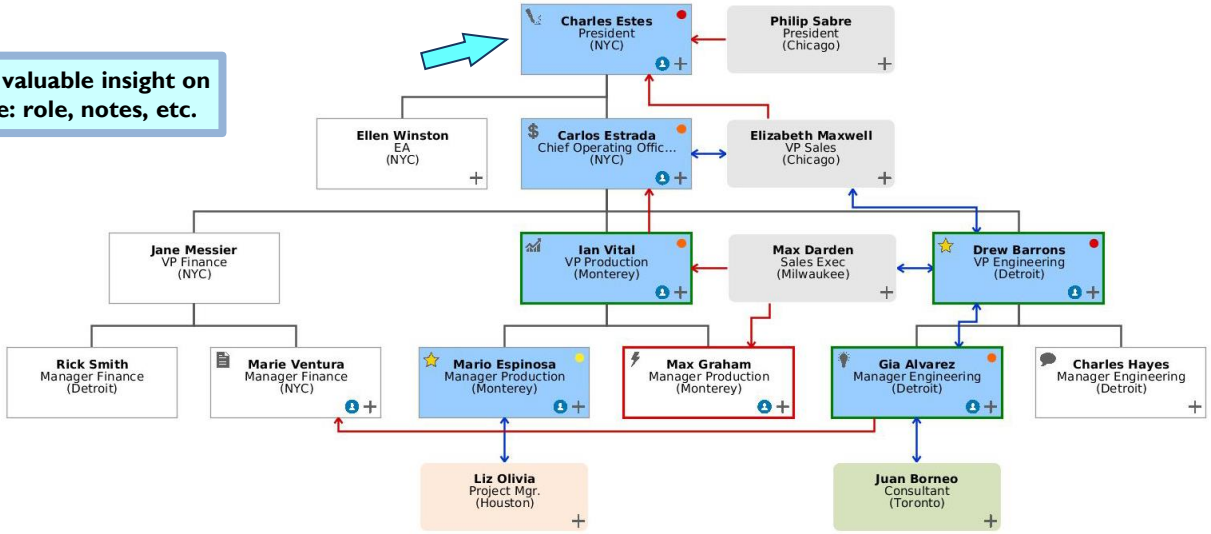 Charles Estes
President
(NYC)
Philip Sabre
President
(Chicago)
valuable insight on
e: role, notes, etc.
Ellen Winston
EA
(NYC)
$
Carlos Estrada
Chief Operating Offic...
(NYC)
Elizabeth Maxwell
VP Sales
(Chicago)
Jane Messier
VP Finance
(NYC)
Ian Vital
VP Production
(Monterey)
Max Darden
Sales Exec
(Milwaukee)
Drew Barrons
VP Engineering
(Detroit)
Rick Smith
Manager Finance
(Detroit)
Marie Ventura
Manager Finance
(NYC)
Mario Espinosa
Manager Production
(Monterey)
Max Graham
Manager Production
(Monterey)
Gia Alvarez
Manager Engineering
(Detroit)
Charles Hayes
Manager Engineering
(Detroit)
Liz Olivia
Project Mgr.
(Houston)
Juan Borneo
Consultant
(Toronto)